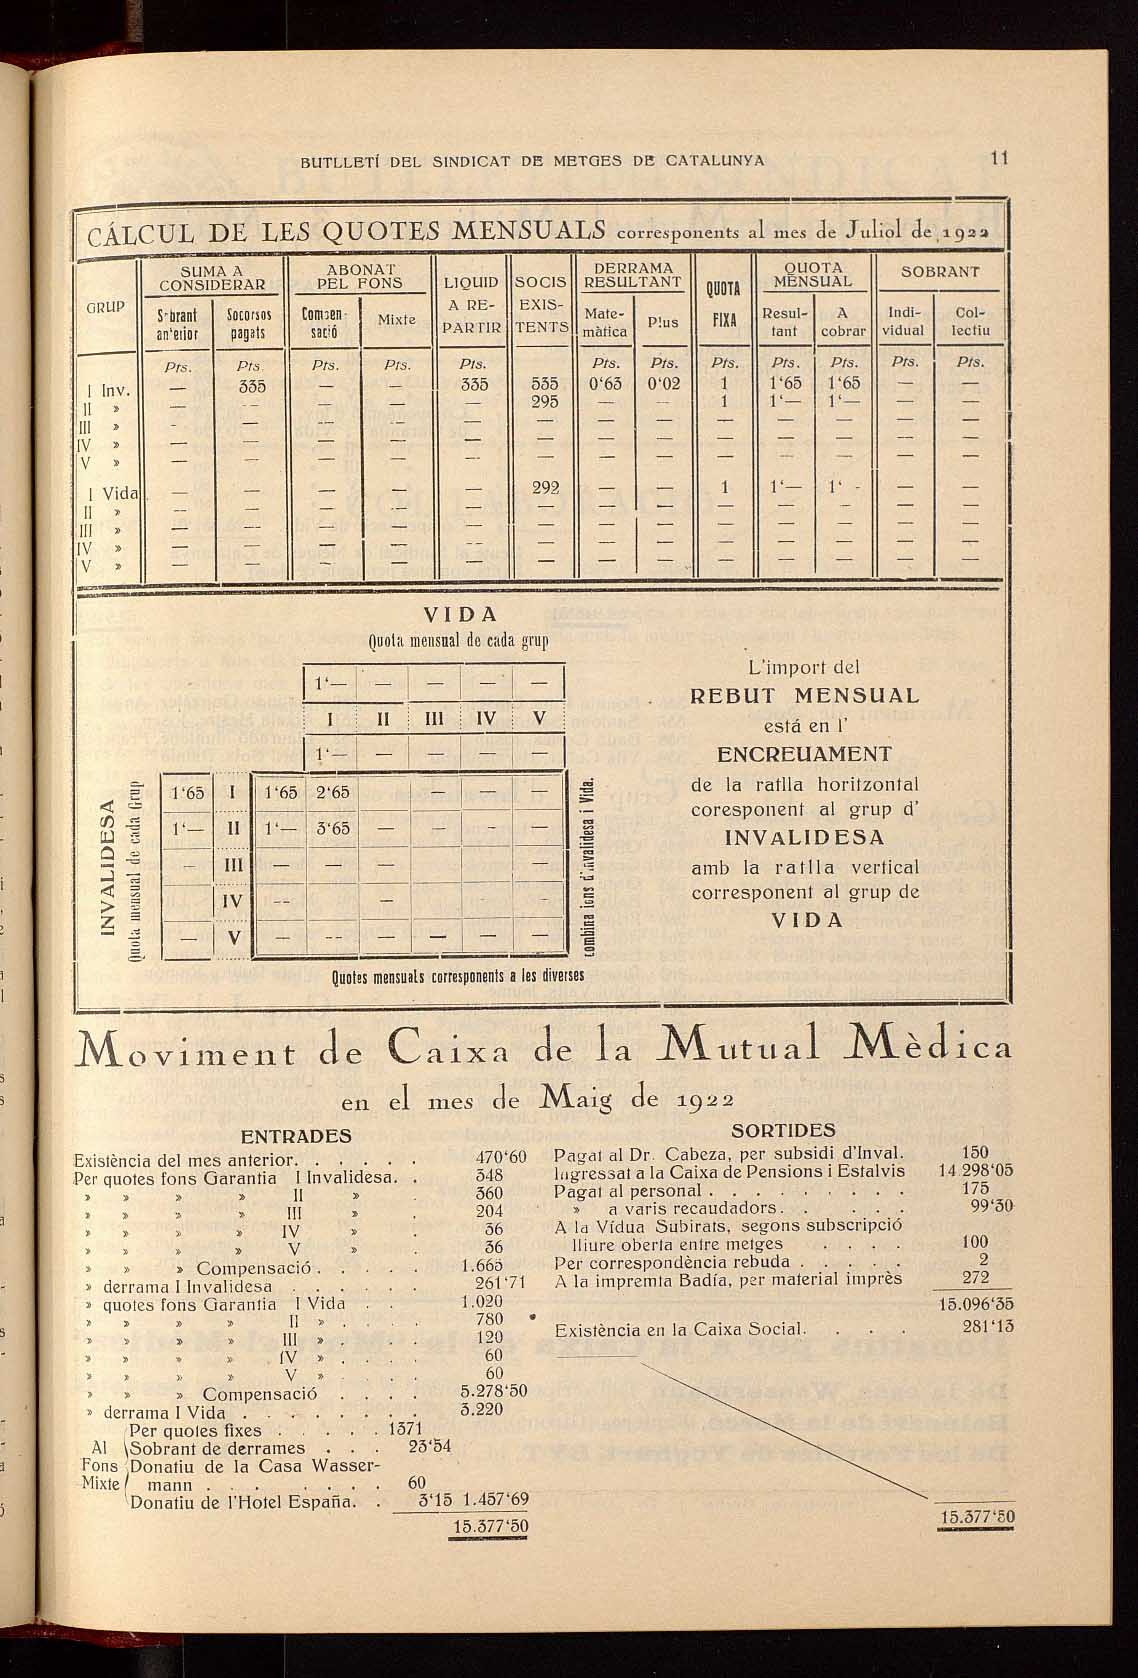 BUTLLETÍ DEL SINDICAT DE METGES DE CATALUNYA 11
CÁLCUL DE LES QUOTES MENSUALS corresponents al mes de Juliol de 1922
GRUP | SUMA A CONSIDERAR | ABONAT PEL FONS | LIQUID A RE-PARTIR | SOCIS EXIS-TENTS | DERRAMA RESULTANT | QUOTA FIXA | QUOTA MENSUAL | SOBRANT
Sobrant anterior | Socorsos pagats | Compensació | Mixte | Mate-màtica | Plus | Resul-tant | A cobrar | Indi-vidual | Col-lectiu
Pts. Pts. Pts. Pts. Pts. Pts. Pts. Pts. Pts. Pts. Pts. Pts.
I Inv. — 335 — — 335 535 0'63 0'02 1 1'65 1'65 — —
II » — — — — — 295 — — 1 1'— 1'— — —
III » — — — — — — — — — — — — —
IV » — — — — — — — — — — — — —
V » — — — — — — — — — — — — —
I Vida — — — — — 292 — — 1 1'— 1'- — —
II » — — — — — — — — — — — — —
III » — — — — — — — — — — — — —
IV » — — — — — — — — — — — — —
V » — — — — — — — — — — — — —
VIDA
Quota mensual de cada grup
1'— — — — —
I II III IV V
1'— — — — —
INVALIDESA
Quota mensual de cada Grup
1'65 I 1'65 2'65 — — —
1'— II 1'— 3'65 — — —
— III — — — — —
IV -- — —
— V — -- — — — —
combinacions d'invalidesa i Vida.
Quotes mensuals corresponents a les diverses
L'import del
REBUT MENSUAL
está en l'
ENCREUAMENT
de la ratlla horitzontal
coresponent al grup d'
INVALIDESA
amb la ratlla vertical
corresponent al grup de
VIDA
Moviment de Caixa de la Mutual Mèdica
en el mes de Maig de 1922
ENTRADES
Existència del mes anterior. . . . . . 470'60
Per quotes fons Garantia I Invalidesa. . 348
» » » » II » . 360
» » » » III » . 204
» » » » IV » . 36
» » » » V » . 36
» » » Compensació . . . . . 1.663
» derrama I Invalidesa . . . . . . 261'71
» quotes fons Garantia I Vida . . 1.020
» » » » II » . . . . 780
» » » » III » . . . . 120
» » » » IV » . . . . 60
» » » » V » . . . . 60
» » » Compensació . . . . 5.278'50
» derrama I Vida . . . . . . . 3.220
Al Fons Mixte
Per quotes fixes . . . . . 1371
Sobrant de derrames . . . 23'54
Donatiu de la Casa Wasser-
mann . . . . . . . 60
Donatiu de l'Hotel España. . 3'15 1.457'69
15.377'50
SORTIDES
Pagat al Dr. Cabeza, per subsidi d'Inval. 150
Ingressat a la Caixa de Pensions i Estalvis 14.298'05
Pagat al personal . . . . . . . . . 175
» a varis recaudadors . . . . . 99'30
A la Vídua Subirats, segons subscripció
lliure oberta entre metges . . . . 100
Per correspondència rebuda . . . . . 2
A la impremta Badía, per material imprès 272
15.096'35
Existència en la Caixa Social. . . . 281'15
15.377'50